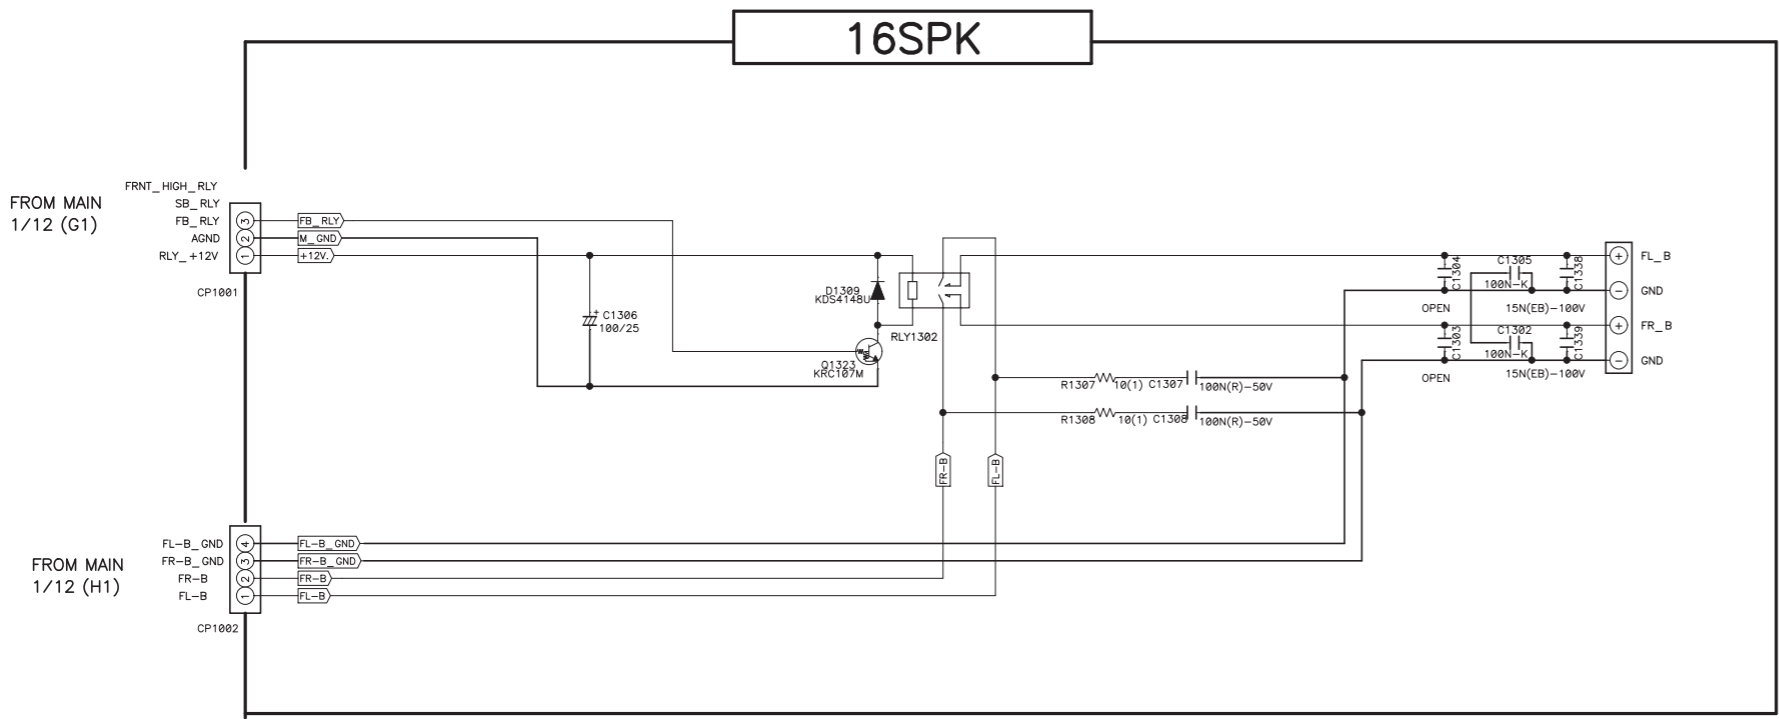 16SPK
FROM MAIN
1/12 (G1)
FRNT_HIGH_RLY
SB_RLY
FB_RLY
AGND
RLY_+12V
3
2
1
CP1001
FB_RLY
M_GND
+12V.
C1306
100/25
+
D1309
KDS4148U
Q1323
KRC107M
RLY1302
R1307 10(1) C1307 100N(R)-50V
R1308 10(1) C1308 100N(R)-50V
FR-B
FL-B
C1304
OPEN
C1305
100N-K
C1338
15N(EB)-100V
C1303
OPEN
C1302
100N-K
C1339
15N(EB)-100V
+ FL_B
- GND
+ FR_B
- GND
FROM MAIN
1/12 (H1)
FL-B_GND
FR-B_GND
FR-B
FL-B
4
3
2
1
CP1002
FL-B_GND
FR-B_GND
FR-B
FL-B